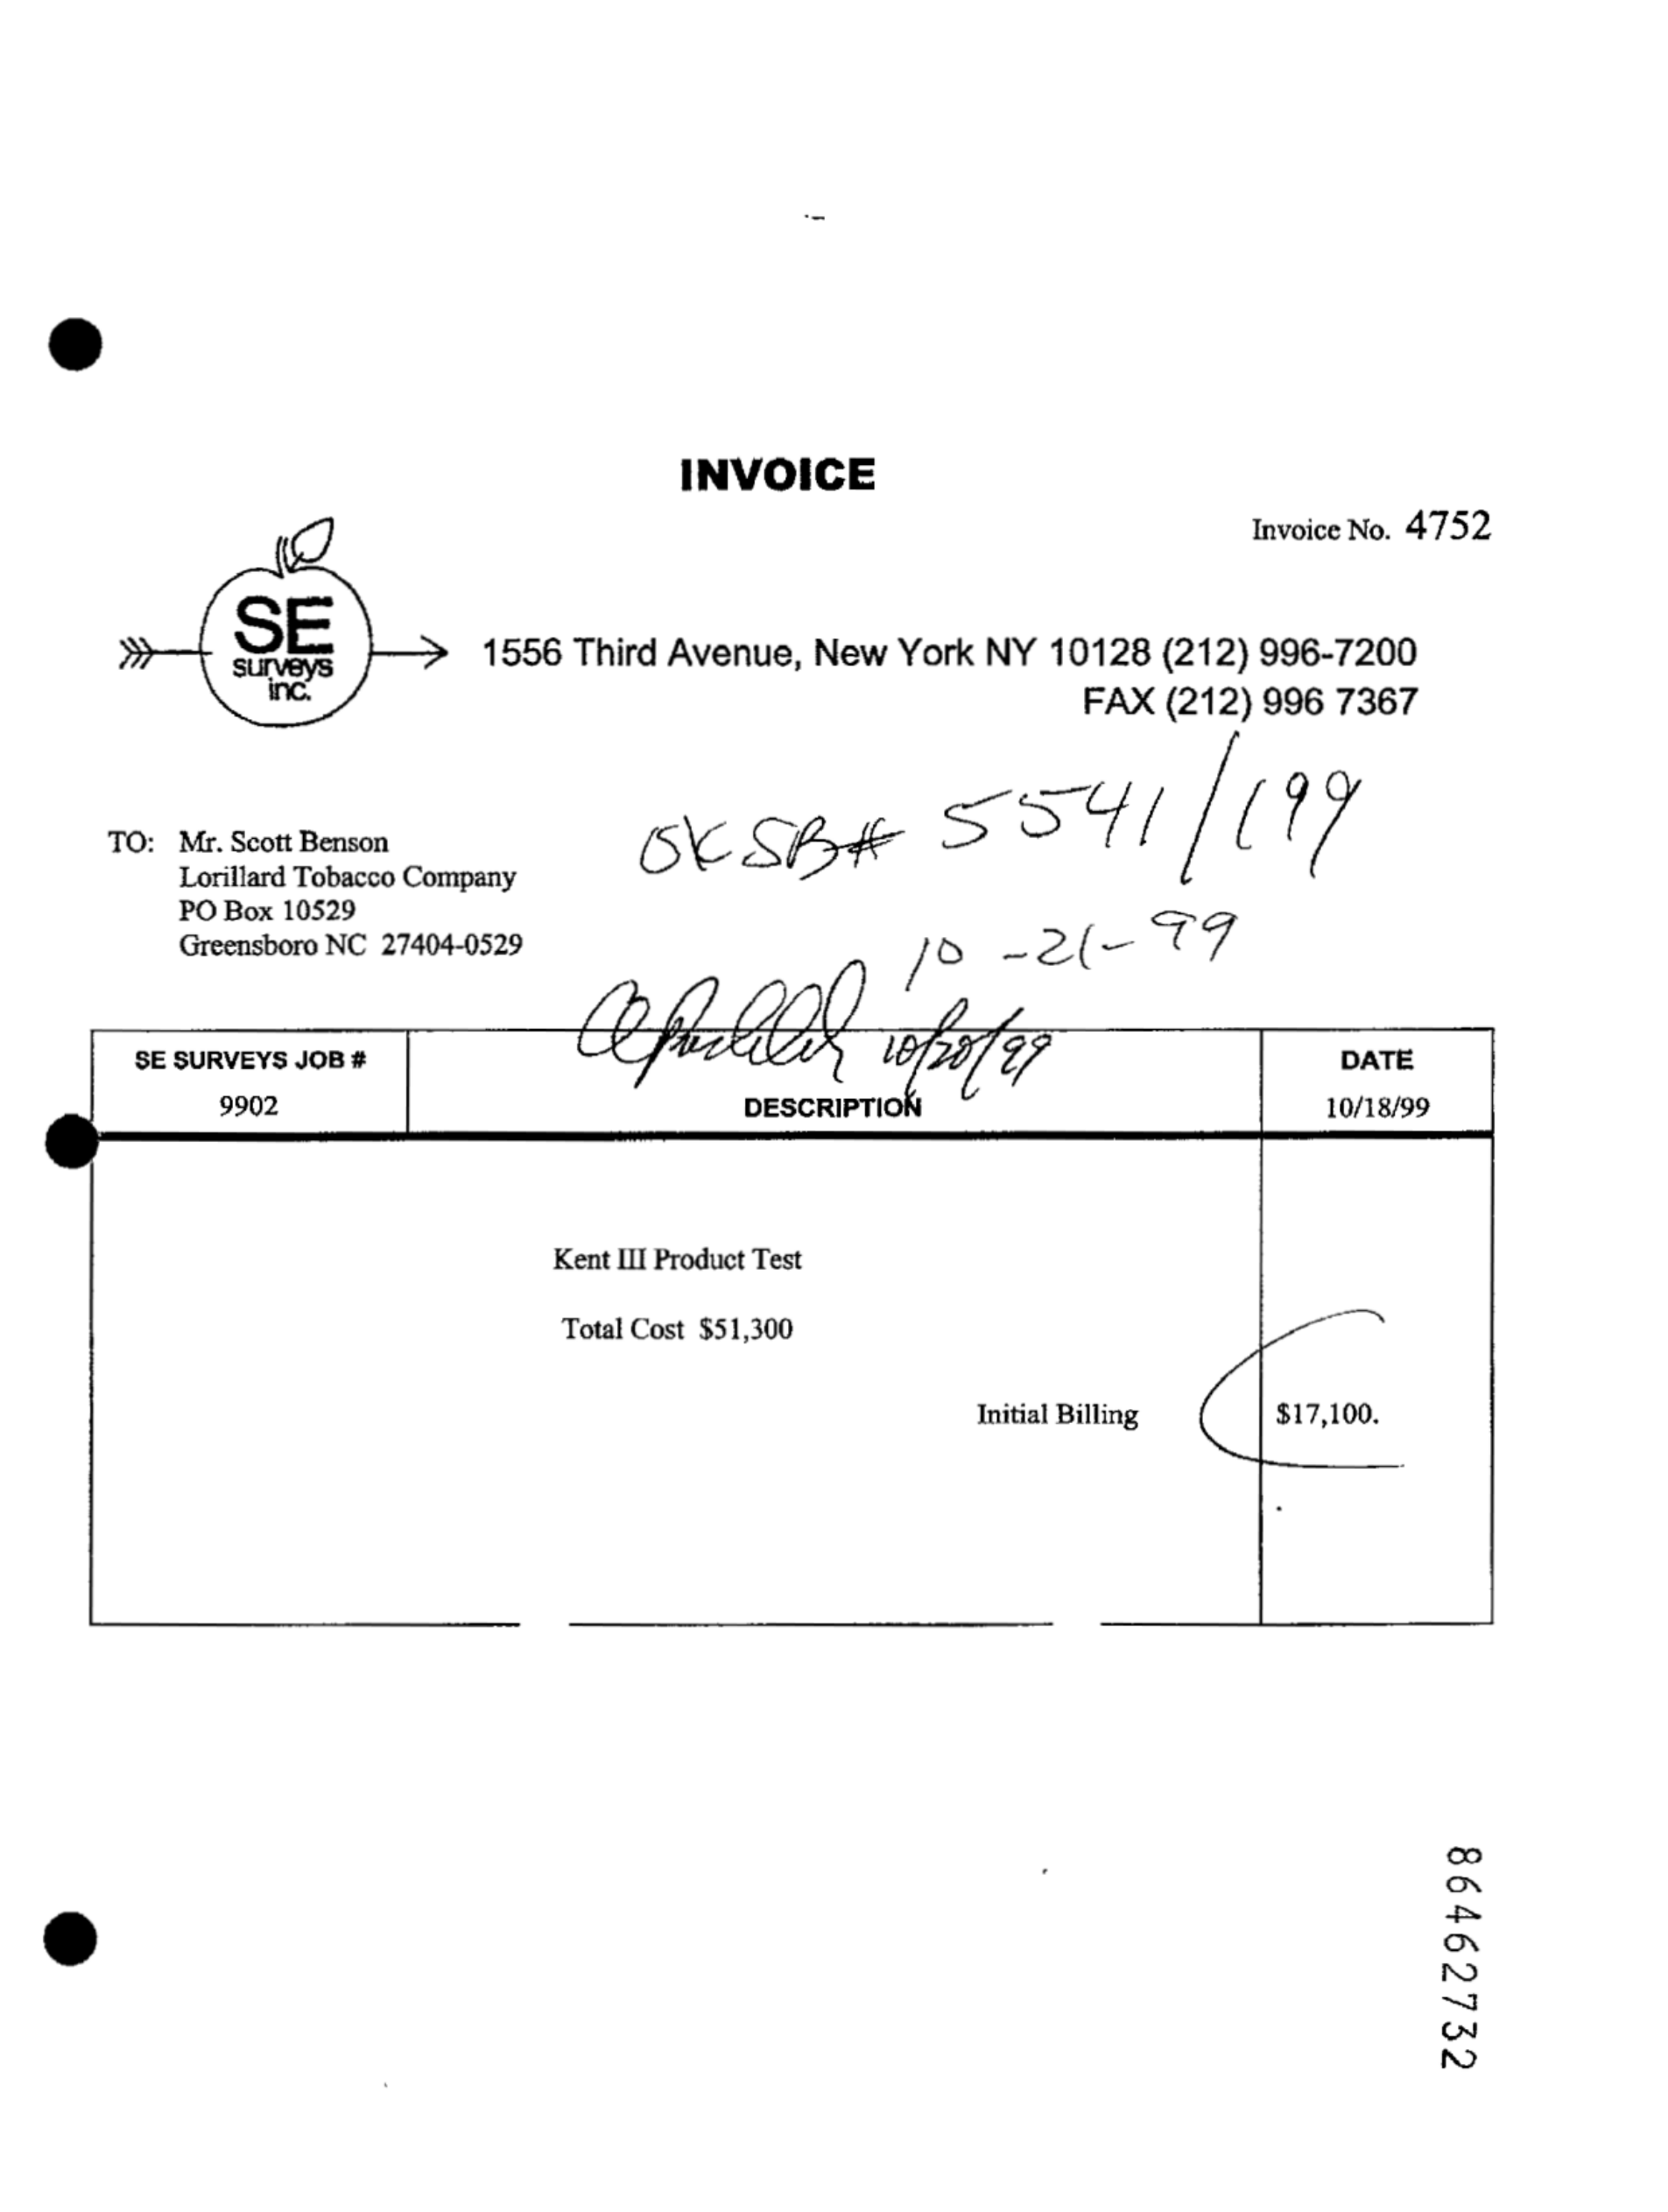 INVOICE
Invoice No. 4752
SE
surveys
inc.
1556 Third Avenue, New York NY 10128 (212) 996-7200
FAX (212) 996 7367
OK SB# 5541/199
TO: Mr. Scott Benson
Lorillard Tobacco Company
PO Box 10529
Greensboro NC 27404-0529
10-21-99
10/20/99
SE SURVEYS JOB #
9902
DESCRIPTION
DATE
10/18/99
Kent III Product Test
Total Cost $51,300
Initial Billing $17,100.
86462732